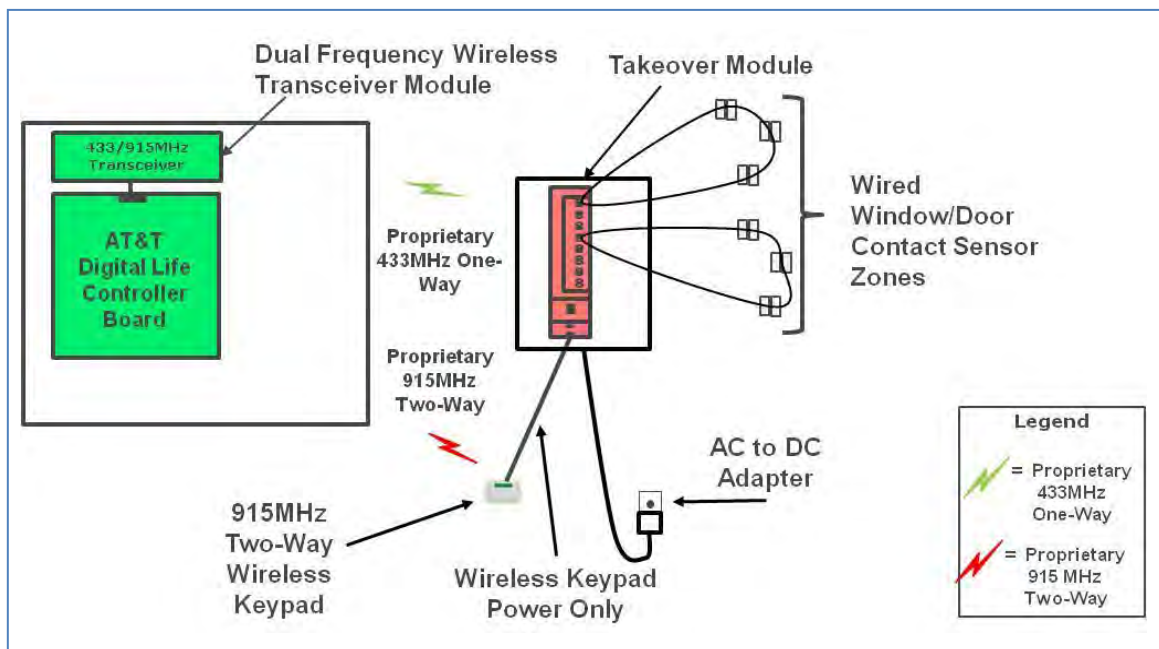 Dual Frequency Wireless
Transceiver Module
Takeover Module
433/915MHz
Transceiver
AT&T
Digital Life
Controller
Board
Proprietary
433MHz One-
Way
Wired
Window/Door
Contact Sensor
Zones
Proprietary
915MHz
Two-Way
AC to DC
Adapter
915MHz
Two-Way
Wireless
Keypad
Wireless Keypad
Power Only
Legend
= Proprietary
433MHz
One-Way
= Proprietary
915 MHz
Two-Way